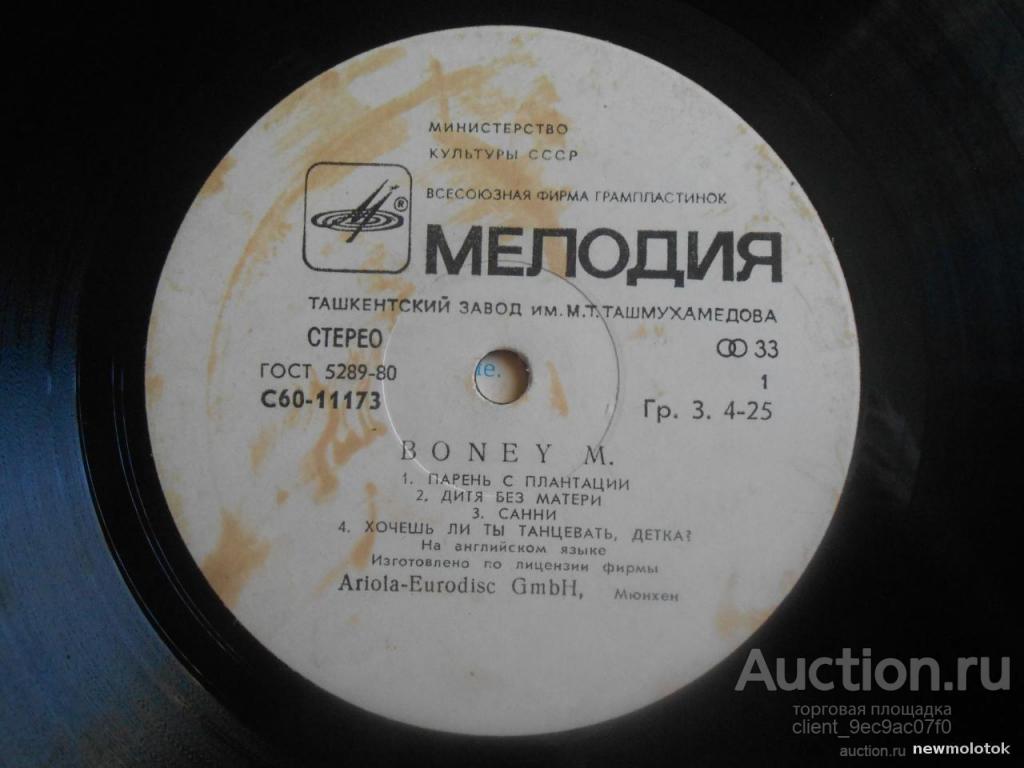 МИНИСТЕРСТВО
КУЛЬТУРЫ СССР
ВСЕСОЮЗНАЯ ФИРМА ГРАМПЛАСТИНОК
®
МЕЛОДИЯ
ТАШКЕНТСКИЙ ЗАВОД ИМ. М.Т. ТАШМУХАМЕДОВА
СТЕРЕО
33
ГОСТ 5289-80
1
С60-11173
Гр. 3. 4-25
ıe.
BONEY M.
1. ПАРЕНЬ С ПЛАНТАЦИИ
2. ДИТЯ БЕЗ МАТЕРИ
3. САННИ
4. ХОЧЕШЬ ЛИ ТЫ ТАНЦЕВАТЬ, ДЕТКА?
На английском языке
Изготовлено по лицензии фирмы
Ariola-Eurodisc GmbH, Мюнхен
Auction.ru
торговая площадка
client_9ec9ac07f0
auction.ru newmolotok